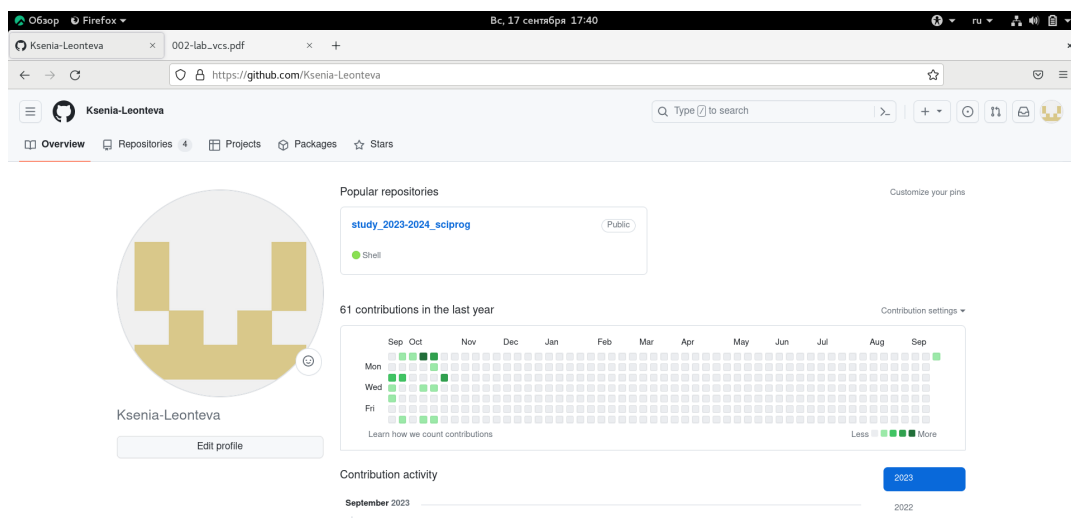 Обзор Firefox Вс, 17 сентября 17:40 ru
Ksenia-Leonteva × 002-lab_vcs.pdf × +
https://github.com/Ksenia-Leonteva
Ksenia-Leonteva Type / to search
Overview Repositories 4 Projects Packages Stars
Popular repositories Customize your pins
study_2023-2024_sciprog Public
Shell
61 contributions in the last year Contribution settings
Sep Oct Nov Dec Jan Feb Mar Apr May Jun Jul Aug Sep
Mon
Wed
Fri
Learn how we count contributions Less More
Ksenia-Leonteva
Edit profile
Contribution activity 2023
September 2023 2022